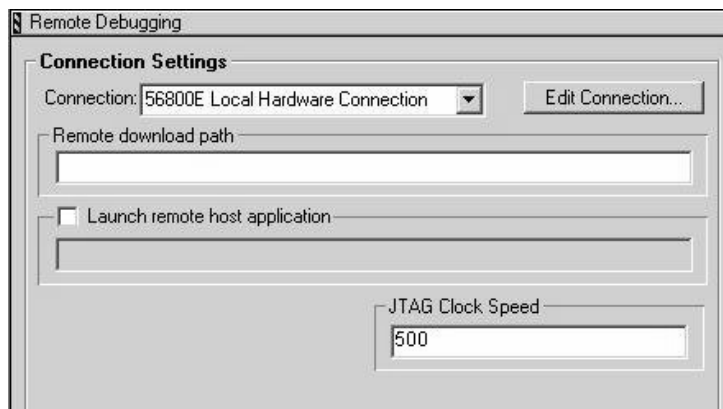 Remote Debugging
Connection Settings
Connection: 56800E Local Hardware Connection Edit Connection...
Remote download path
Launch remote host application
JTAG Clock Speed
500